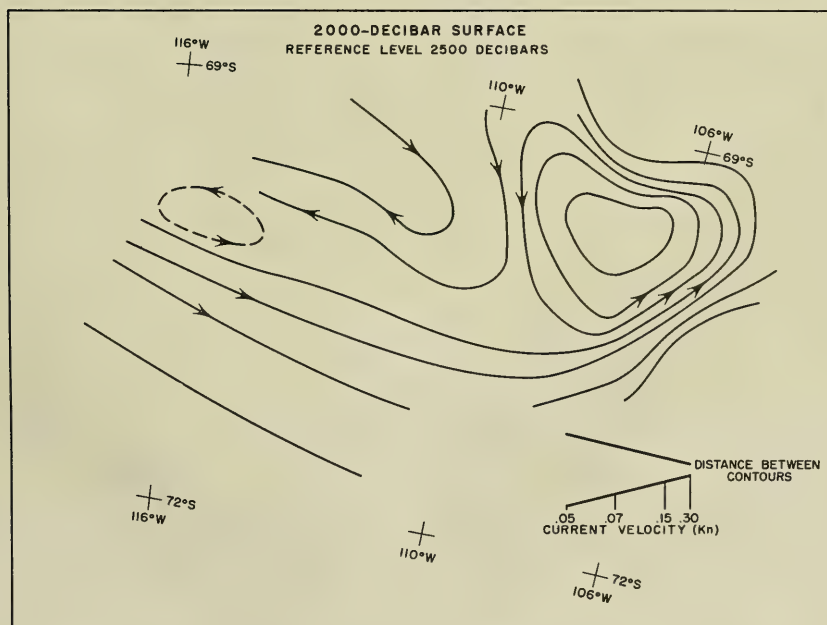 2000-DECIBAR SURFACE
REFERENCE LEVEL 2500 DECIBARS
116°W
69°S
110°W
106°W
69°S
DISTANCE BETWEEN
CONTOURS
.05 .07 .15 .30
CURRENT VELOCITY (Kn)
72°S
116°W
110°W
72°S
106°W